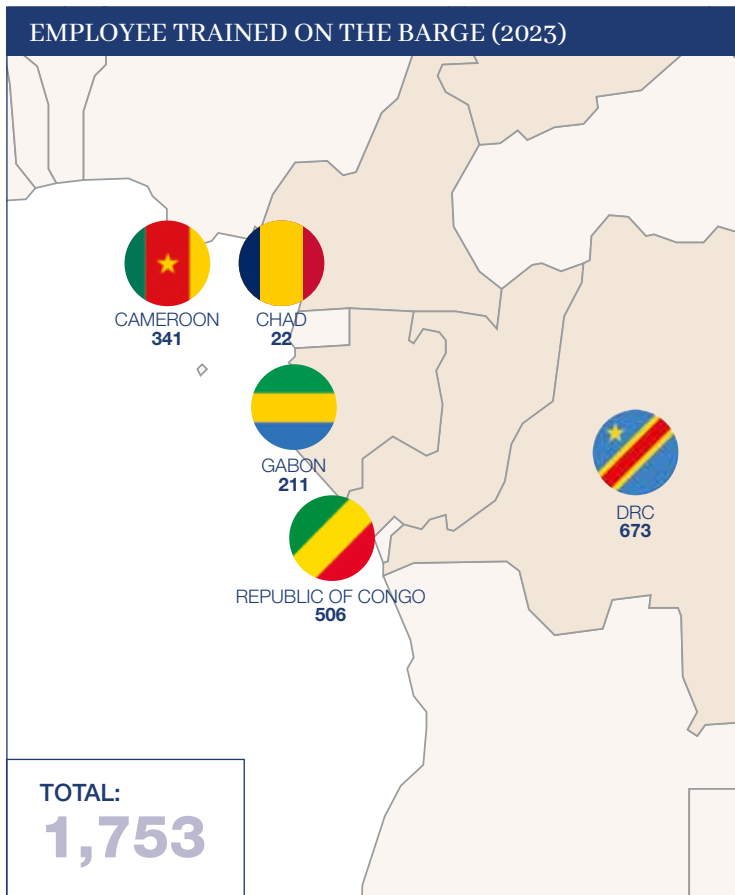 EMPLOYEE TRAINED ON THE BARGE (2023)
CAMEROON
341
CHAD
22
GABON
211
DRC
673
REPUBLIC OF CONGO
506
TOTAL:
1,753